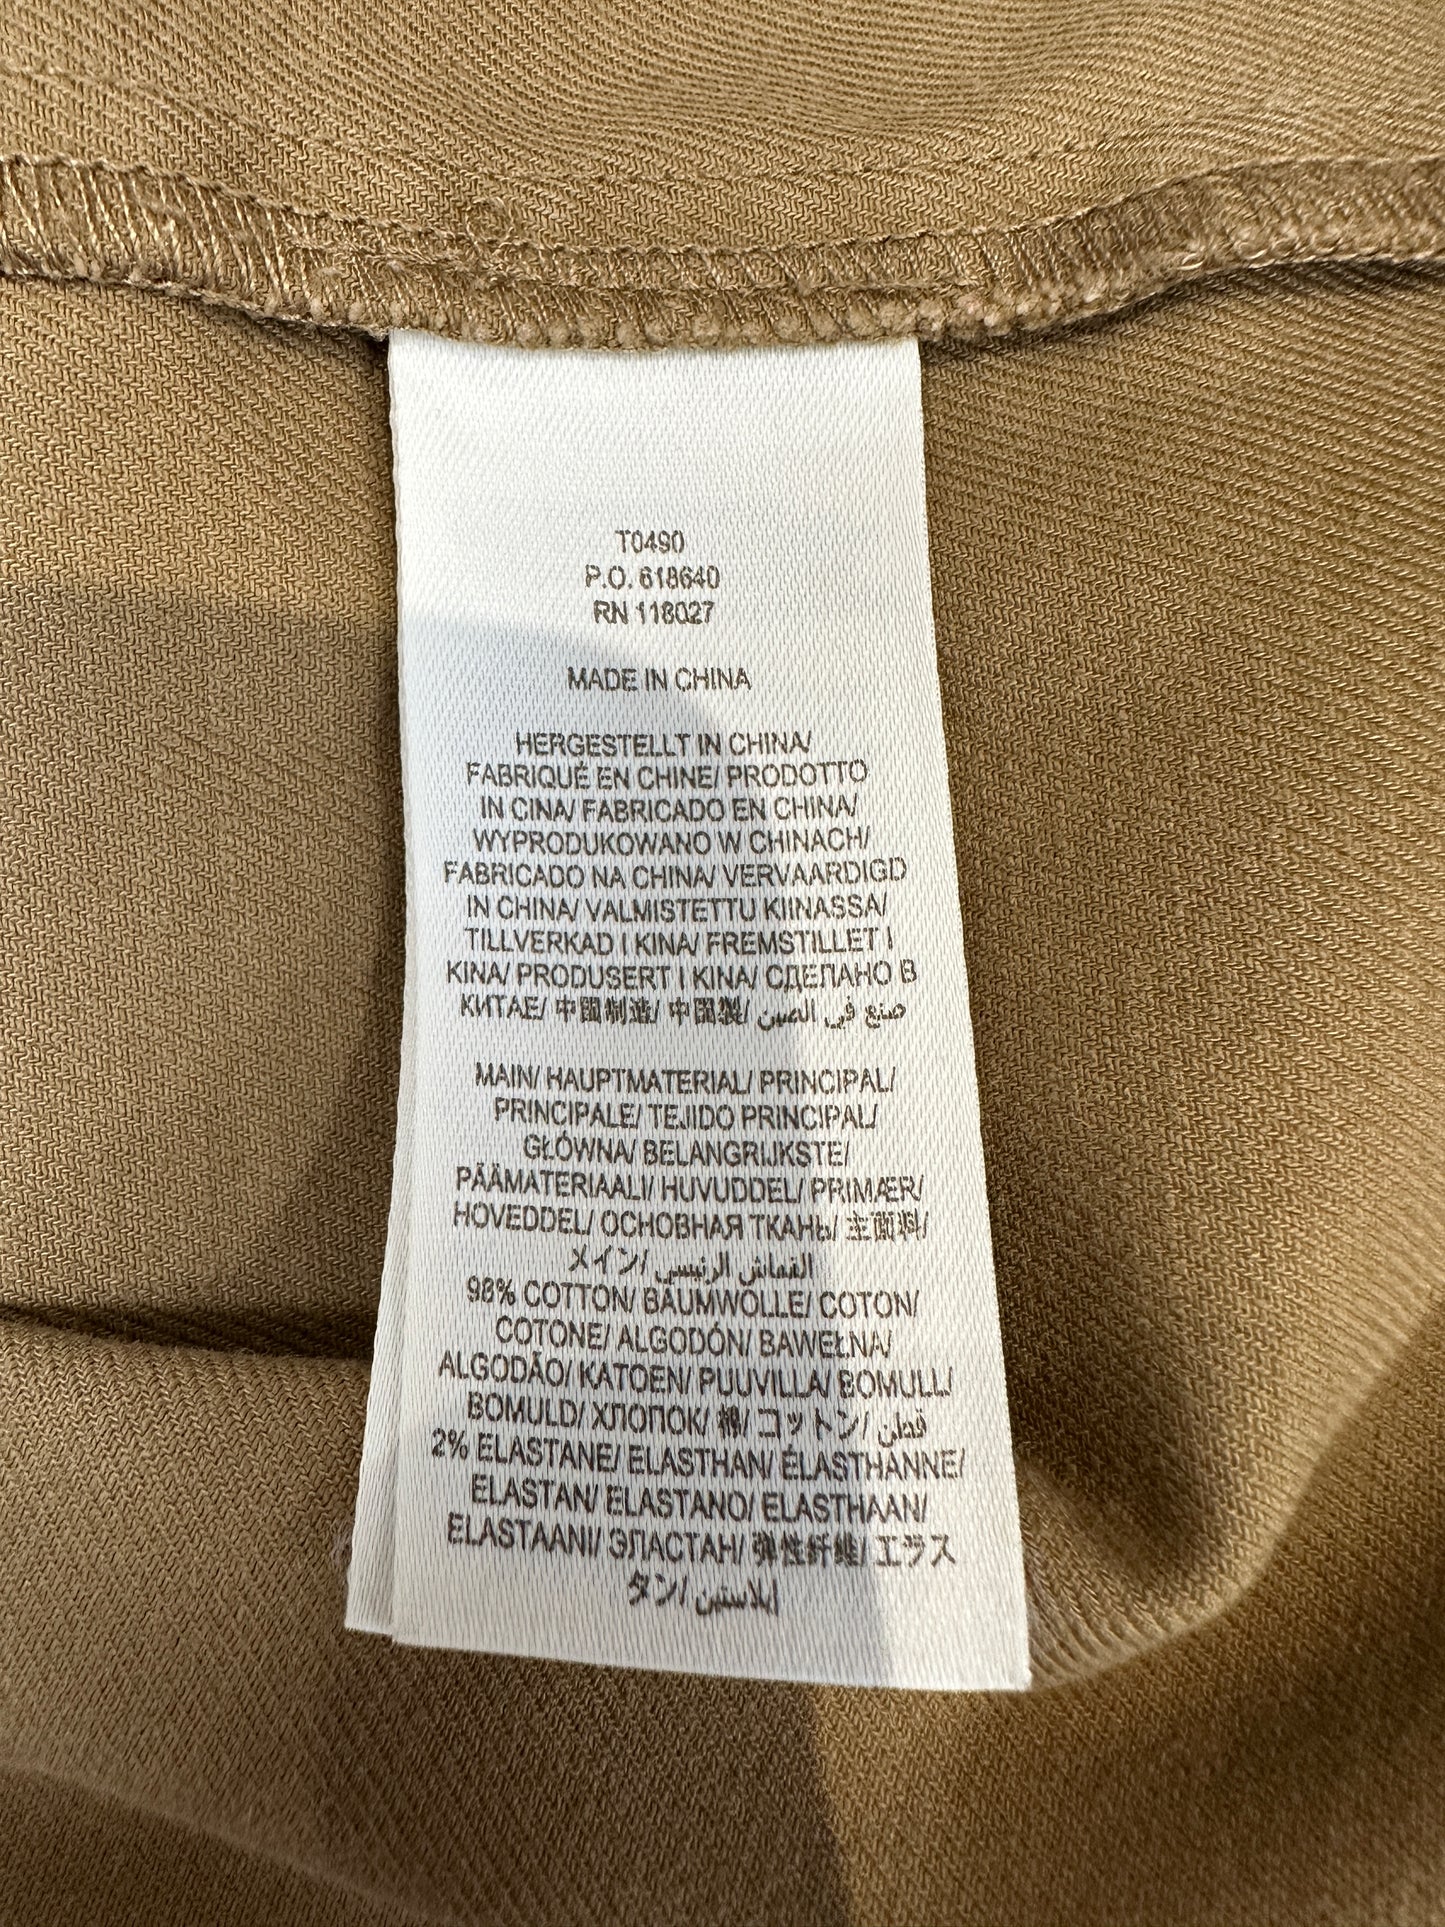 T0490
P.O. 618640
RN 118027
MADE IN CHINA
HERGESTELLT IN CHINA/
FABRIQUÉ EN CHINE/ PRODOTTO
IN CINA/ FABRICADO EN CHINA/
WYPRODUKOWANO W CHINACH/
FABRICADO NA CHINA/ VERVAARDIGD
IN CHINA/ VALMISTETTU KIINASSA/
TILLVERKAD I KINA/ FREMSTILLET I
KINA/ PRODUSERT I KINA/ СДЕЛАНО В
КИТАЕ/ 中国制造/ 中国製/ صنع في الصين
MAIN/ HAUPTMATERIAL/ PRINCIPAL/
PRINCIPALE/ TEJIDO PRINCIPAL/
GŁÓWNA/ BELANGRIJKSTE/
PÄÄMATERIAALI/ HUVUDDEL/ PRIMÆR/
HOVEDDEL/ ОСНОВНАЯ ТКАНЬ/ 主面料/
メイン/ القماش الرئيسي
98% COTTON/ BAUMWOLLE/ COTON/
COTONE/ ALGODÓN/ BAWEŁNA/
ALGODÃO/ KATOEN/ PUUVILLA/ BOMULL/
BOMULD/ ХЛОПОК/ 棉/ コットン/ قطن
2% ELASTANE/ ELASTHAN/ ÉLASTHANNE/
ELASTAN/ ELASTANO/ ELASTHAAN/
ELASTAANI/ ЭЛАСТАН/ 弹性纤维/ エラス
タン/ ايلاستين